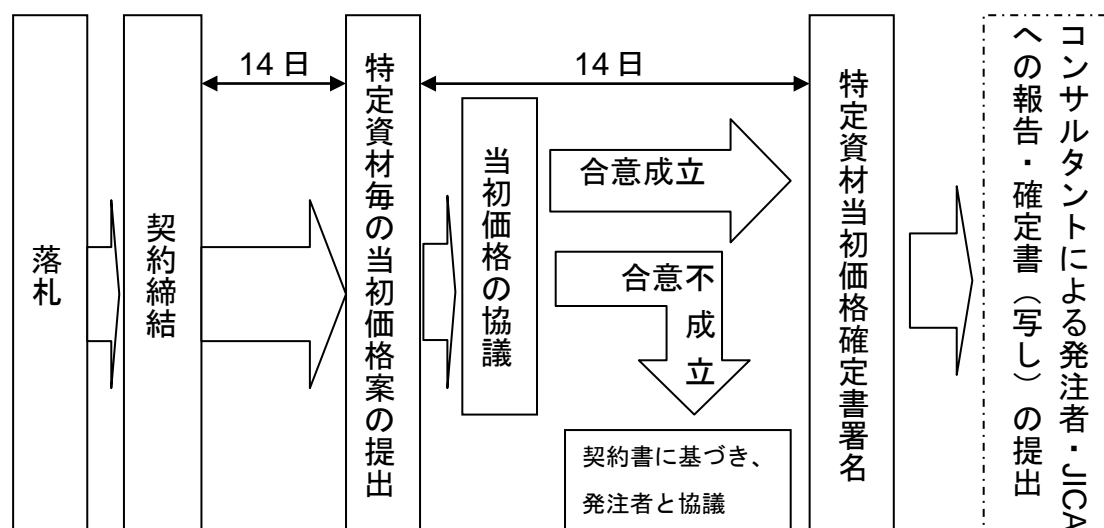 落札
契約締結
14日
特定資材毎の当初価格案の提出
14日
当初価格の協議
合意成立
合意不
成
立
契約書に基づき、
発注者と協議
特定資材当初価格確定書署名
コンサルタントによる発注者・JICA
への報告・確定書（写し）の提出